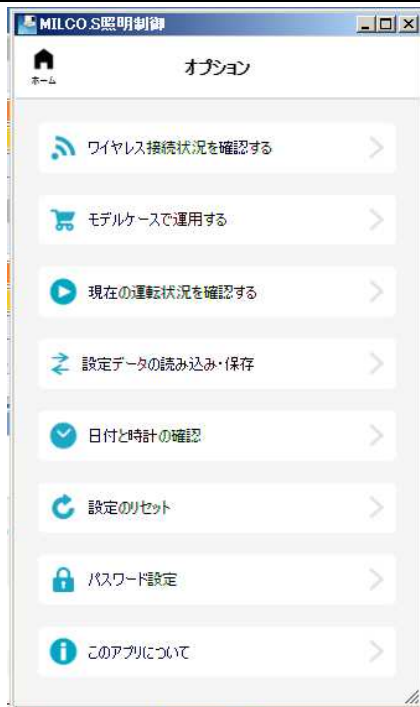 MILCO.S照明制御
ホーム
オプション
ワイヤレス接続状況を確認する
モデルケースで運用する
現在の運転状況を確認する
設定データの読み込み・保存
日付と時計の確認
設定のリセット
パスワード設定
このアプリについて